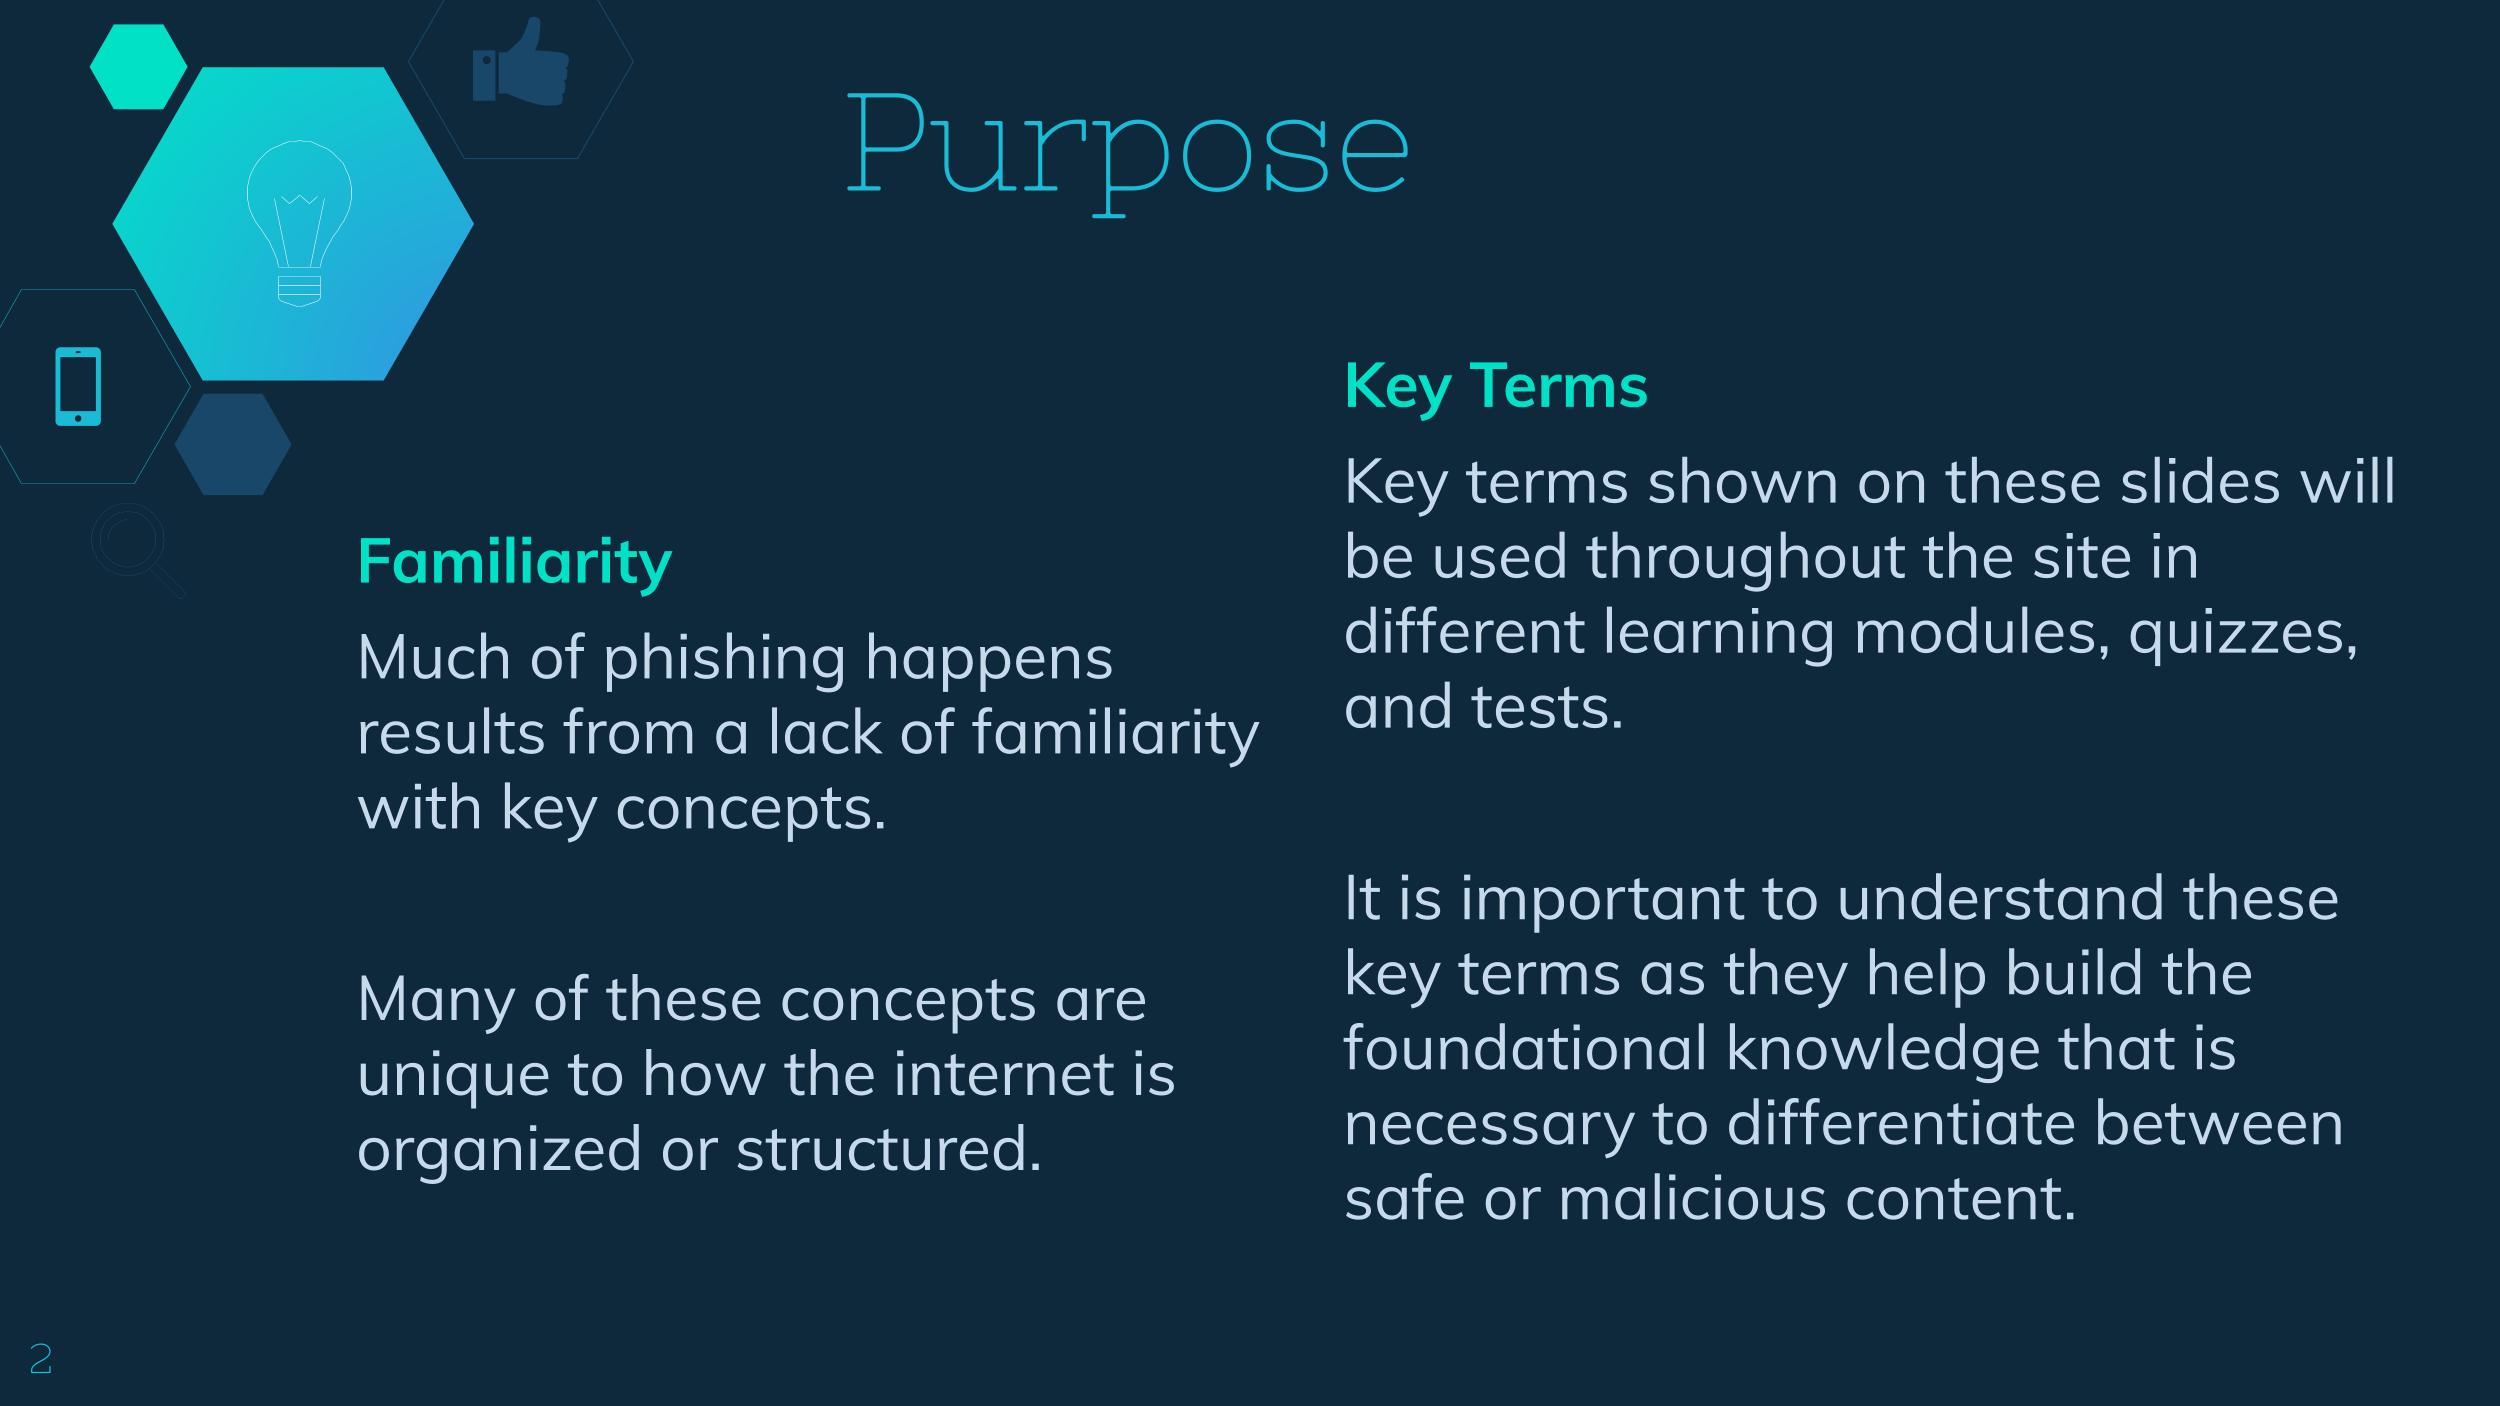 Purpose
Familiarity
Much of phishing happens
results from a lack of familiarity
with key concepts.
Many of these concepts are
unique to how the internet is
organized or structured.
Key Terms
Key terms shown on these slides will
be used throughout the site in
different learning modules, quizzes,
and tests.
It is important to understand these
key terms as they help build the
foundational knowledge that is
necessary to differentiate between
safe or malicious content.
2